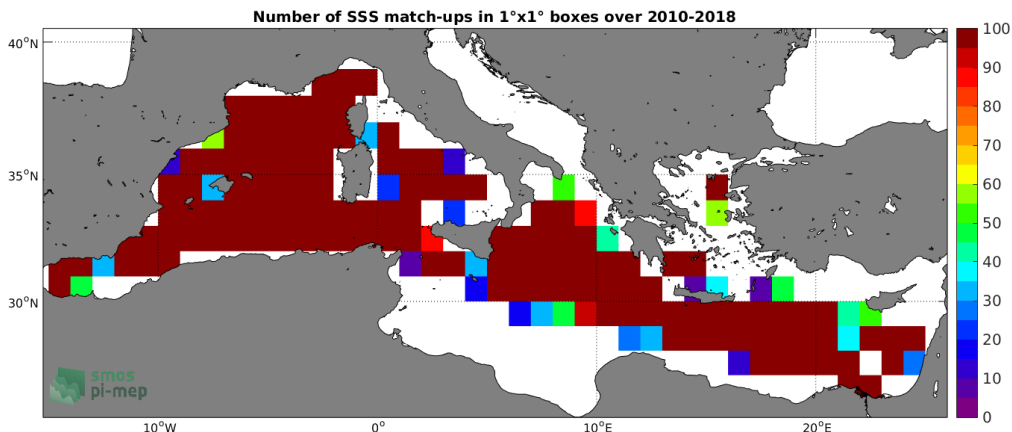 Number of SSS match-ups in 1°x1° boxes over 2010-2018
40°N
35°N
30°N
10°W
0°
10°E
20°E
100
90
80
70
60
50
40
30
20
10
0
smos
pi-mep